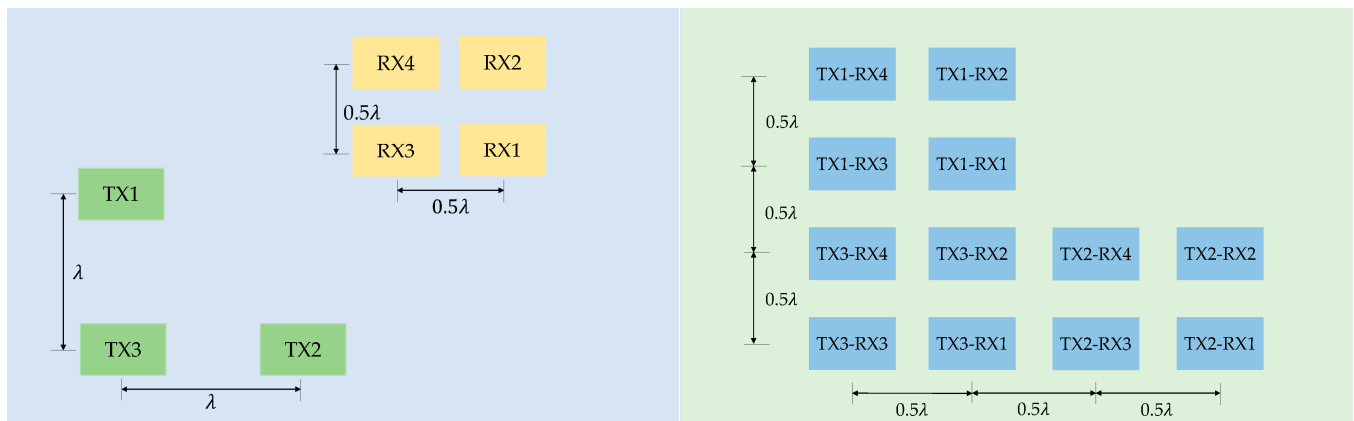 RX4 RX2
0.5λ
RX3 RX1
0.5λ
TX1
λ
TX3 TX2
λ
TX1-RX4 TX1-RX2
0.5λ
TX1-RX3 TX1-RX1
0.5λ
TX3-RX4 TX3-RX2 TX2-RX4 TX2-RX2
0.5λ
TX3-RX3 TX3-RX1 TX2-RX3 TX2-RX1
0.5λ 0.5λ 0.5λ